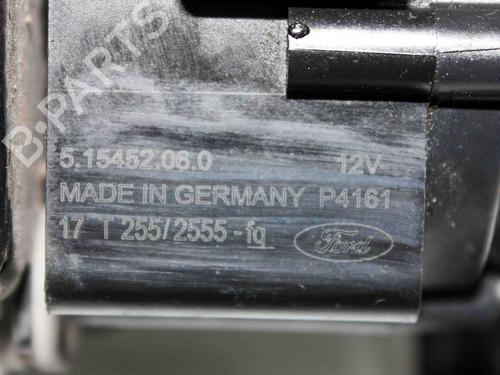 B-PARTS
5.15452.06.0 12V
MADE IN GERMANY P4161
17 T 255/2555-fq Ford